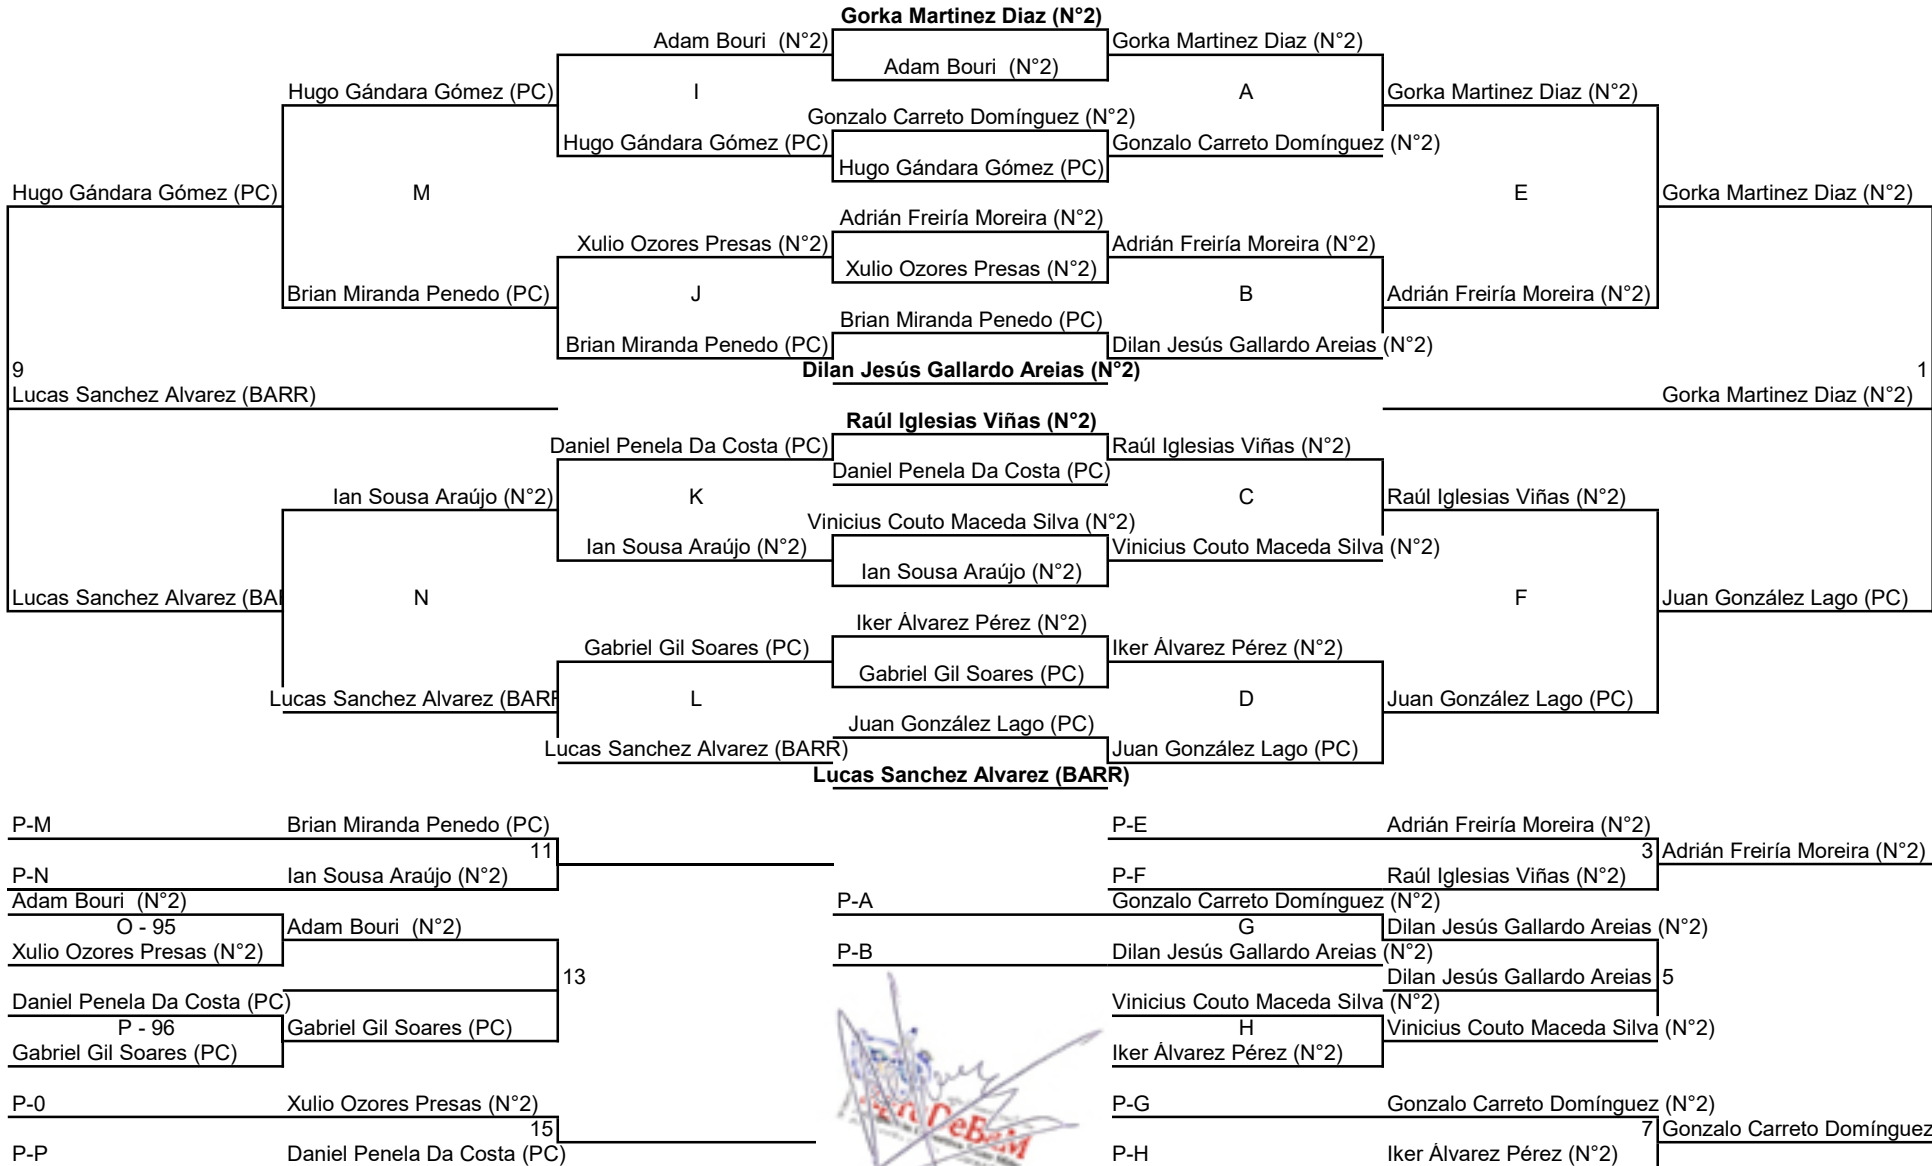 Gorka Martinez Diaz (N°2)
Adam Bouri (N°2)
Gorka Martinez Diaz (N°2)
Adam Bouri (N°2)
Hugo Gándara Gómez (PC)
I
A
Gorka Martinez Diaz (N°2)
Gonzalo Carreto Domínguez (N°2)
Hugo Gándara Gómez (PC)
Gonzalo Carreto Domínguez (N°2)
Hugo Gándara Gómez (PC)
Hugo Gándara Gómez (PC)
M
E
Gorka Martinez Diaz (N°2)
Adrián Freiría Moreira (N°2)
Xulio Ozores Presas (N°2)
Adrián Freiría Moreira (N°2)
Xulio Ozores Presas (N°2)
Brian Miranda Penedo (PC)
J
B
Adrián Freiría Moreira (N°2)
Brian Miranda Penedo (PC)
Brian Miranda Penedo (PC)
Dilan Jesús Gallardo Areias (N°2)
9
Dilan Jesús Gallardo Areias (N°2)
1
Lucas Sanchez Alvarez (BARR)
Gorka Martinez Diaz (N°2)
Raúl Iglesias Viñas (N°2)
Daniel Penela Da Costa (PC)
Raúl Iglesias Viñas (N°2)
Daniel Penela Da Costa (PC)
Ian Sousa Araújo (N°2)
K
C
Raúl Iglesias Viñas (N°2)
Vinicius Couto Maceda Silva (N°2)
Ian Sousa Araújo (N°2)
Vinicius Couto Maceda Silva (N°2)
Ian Sousa Araújo (N°2)
Lucas Sanchez Alvarez (BAI
N
F
Juan González Lago (PC)
Iker Álvarez Pérez (N°2)
Gabriel Gil Soares (PC)
Iker Álvarez Pérez (N°2)
Gabriel Gil Soares (PC)
Lucas Sanchez Alvarez (BARR
L
D
Juan González Lago (PC)
Juan González Lago (PC)
Lucas Sanchez Alvarez (BARR)
Juan González Lago (PC)
Lucas Sanchez Alvarez (BARR)
P-M Brian Miranda Penedo (PC)
11
P-N Ian Sousa Araújo (N°2)
P-E Adrián Freiría Moreira (N°2)
3 Adrián Freiría Moreira (N°2)
P-F Raúl Iglesias Viñas (N°2)
Adam Bouri (N°2)
O - 95 Adam Bouri (N°2)
Xulio Ozores Presas (N°2)
13
Daniel Penela Da Costa (PC)
P - 96 Gabriel Gil Soares (PC)
Gabriel Gil Soares (PC)
P-A Gonzalo Carreto Domínguez (N°2)
G Dilan Jesús Gallardo Areias (N°2)
P-B Dilan Jesús Gallardo Areias (N°2)
Dilan Jesús Gallardo Areias 5
Vinicius Couto Maceda Silva (N°2)
H Vinicius Couto Maceda Silva (N°2)
Iker Álvarez Pérez (N°2)
P-0 Xulio Ozores Presas (N°2)
15
P-P Daniel Penela Da Costa (PC)
P-G Gonzalo Carreto Domínguez (N°2)
7 Gonzalo Carreto Domínguez
P-H Iker Álvarez Pérez (N°2)